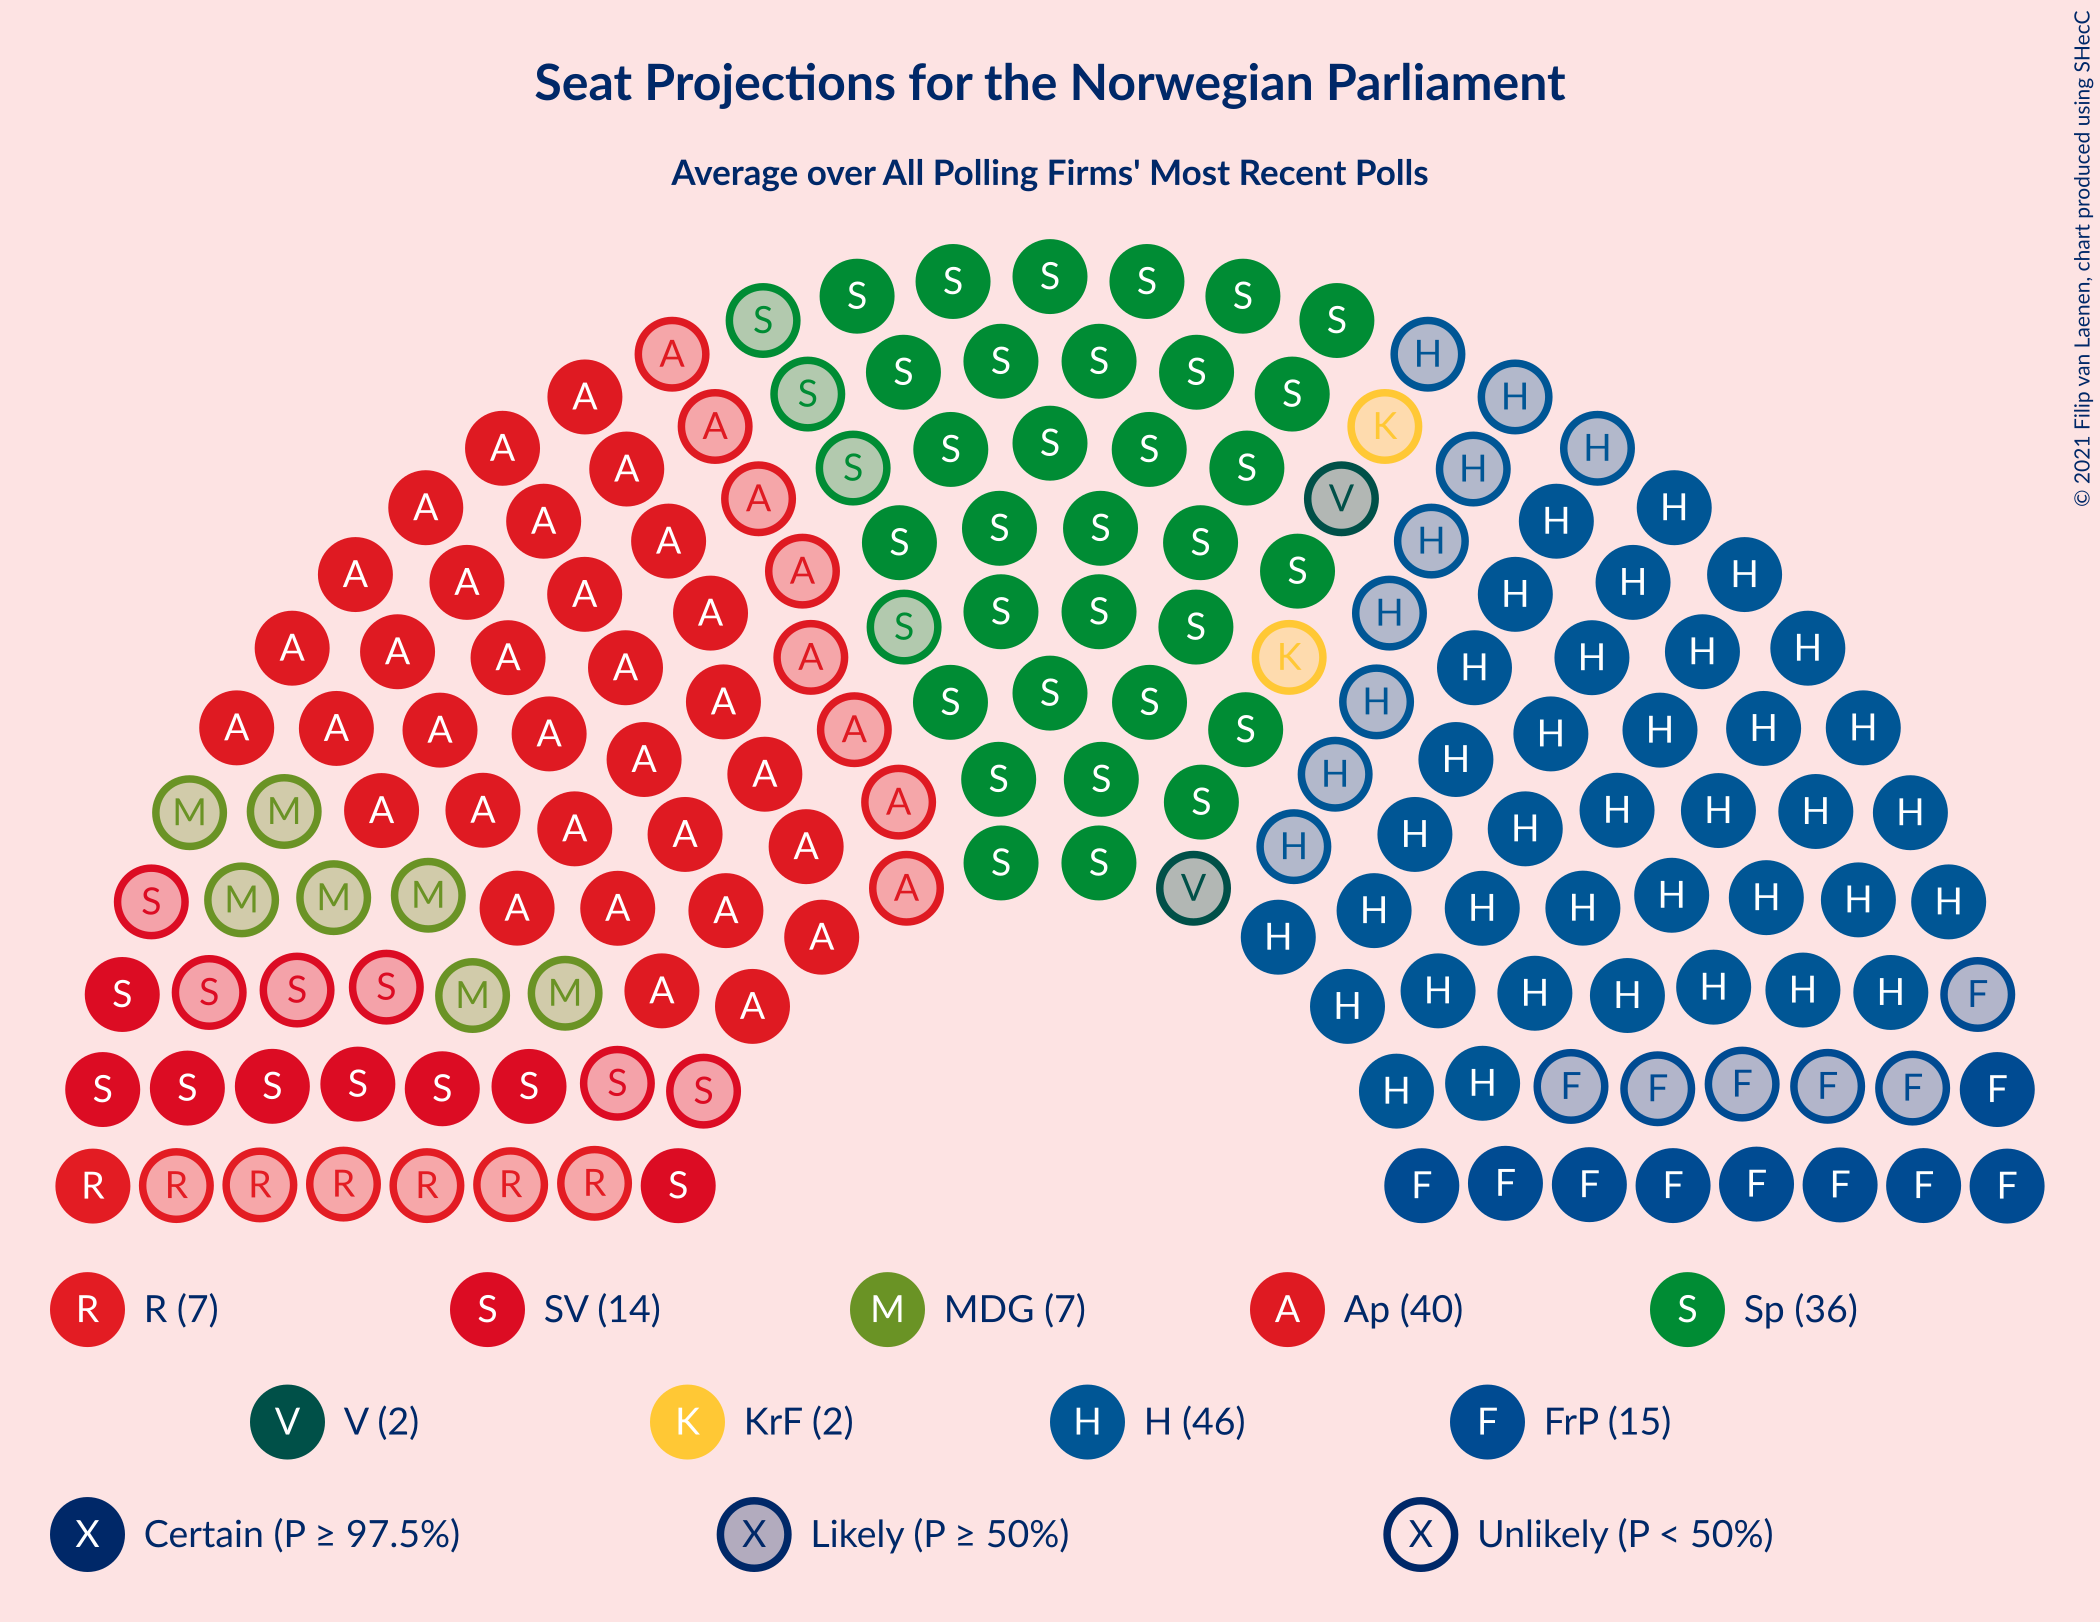 Seat Projections for the Norwegian Parliament
Average over All Polling Firms' Most Recent Polls
© 2021 Filip van Laenen, chart produced using SHecC
S S S S S S S
A H
A A H
S S S S S S
A A K H
A H
A S S S S S S V H
A A H H
A A S S S S S H H
A A A S K H H
A A A A S S S S H H H H
A A A A A A S S S S H H H H H
A A A A A S S S H H H H
M M A A A A A S S V H H H H H H H
S M M M A A A A A H H H H H H H
S S S S M M A A H H H H H H H F
S S S S S S S S H H F F F F F F
R R R R R R R S F F F F F F F F
R R (7) S SV (14) M MDG (7) A Ap (40) S Sp (36)
V V (2) K KrF (2) H H (46) F FrP (15)
X Certain (P ≥ 97.5%) X Likely (P ≥ 50%) X Unlikely (P < 50%)